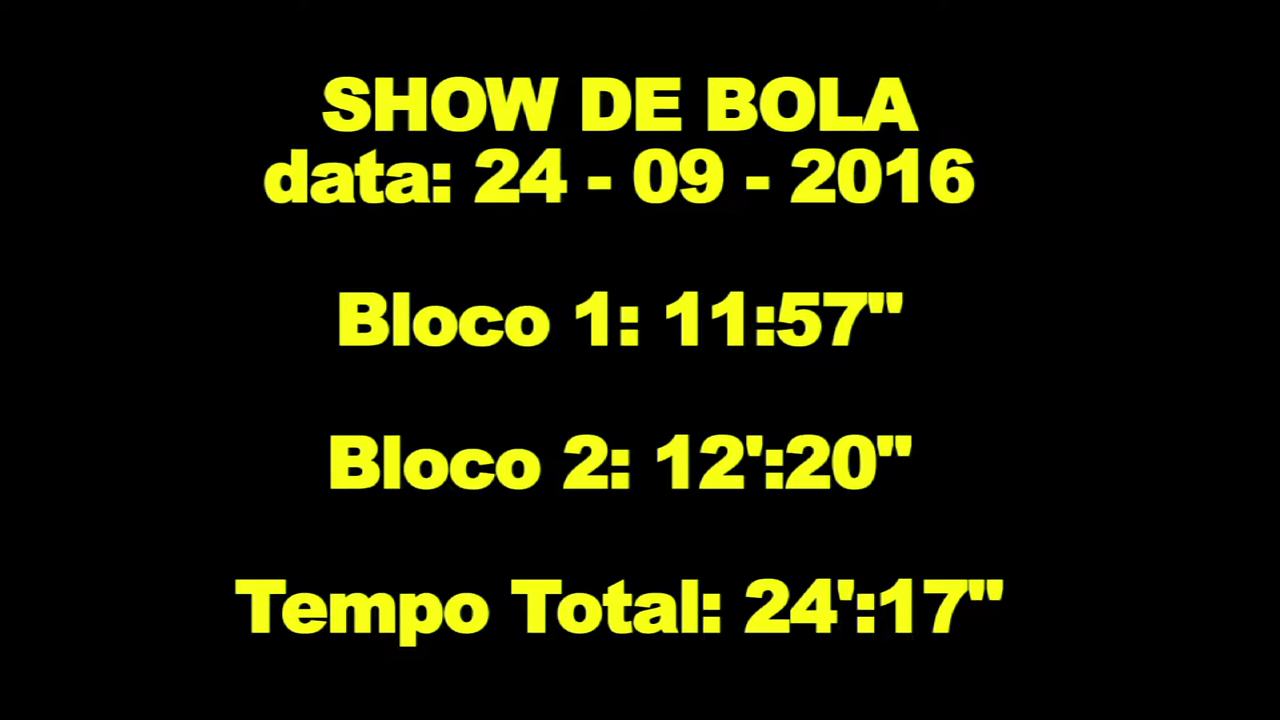 SHOW DE BOLA
data: 24 - 09 - 2016
Bloco 1: 11:57"
Bloco 2: 12':20"
Tempo Total: 24':17"